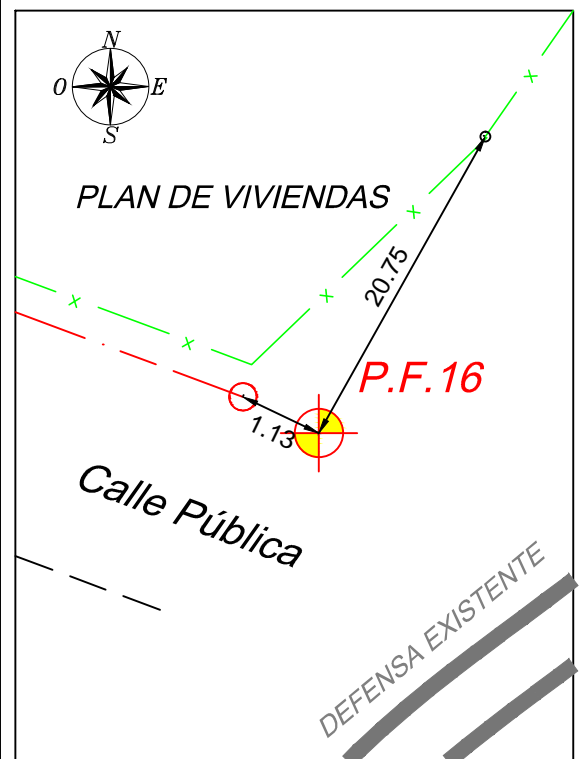 N
O E
S
PLAN DE VIVIENDAS
20.75
P.F.16
1.13
Calle Pública
DEFENSA EXISTENTE